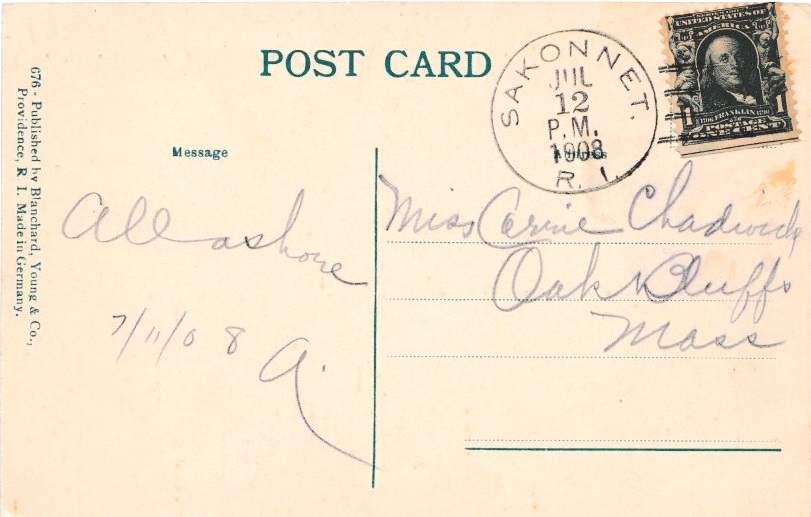 POST CARD
SAKONNET.
JUL
12
P.M.
1908
R. I.
UNITED STATES OF
1 1706 FRANKLIN 1790 1
POSTAGE
ONE CENT
Message
Address
All ashore
7/11/08
A.
Miss Carrie Chadwick
Oak Bluffs
Mass
676 - Published by Blanchard, Young & Co.,
Providence, R. I. Made in Germany.